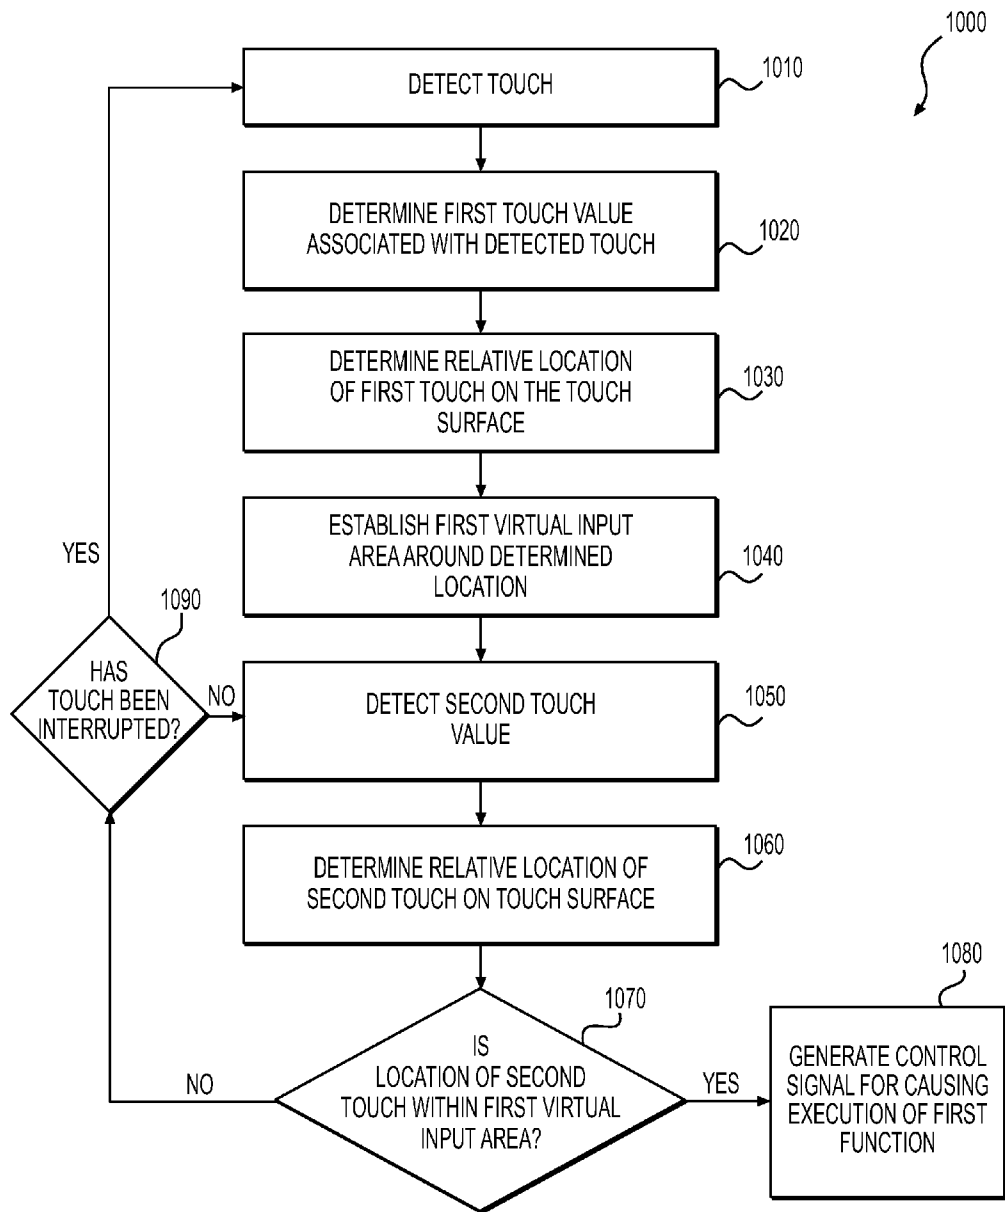 1000
DETECT TOUCH
1010
DETERMINE FIRST TOUCH VALUE
ASSOCIATED WITH DETECTED TOUCH
1020
DETERMINE RELATIVE LOCATION
OF FIRST TOUCH ON THE TOUCH
SURFACE
1030
ESTABLISH FIRST VIRTUAL INPUT
AREA AROUND DETERMINED
LOCATION
1040
YES
1090
HAS
TOUCH BEEN
INTERRUPTED?
NO
DETECT SECOND TOUCH
VALUE
1050
DETERMINE RELATIVE LOCATION OF
SECOND TOUCH ON TOUCH SURFACE
1060
1070
IS
LOCATION OF SECOND
TOUCH WITHIN FIRST VIRTUAL
INPUT AREA?
NO
YES
1080
GENERATE CONTROL
SIGNAL FOR CAUSING
EXECUTION OF FIRST
FUNCTION